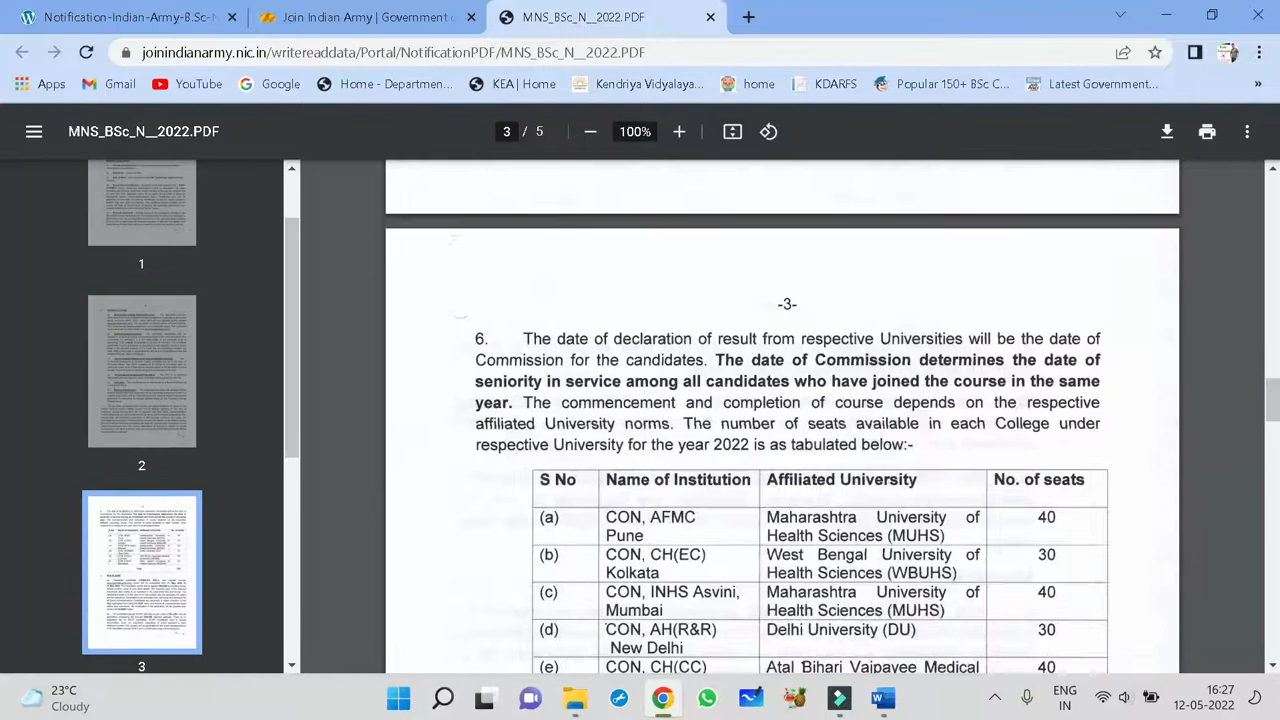 Notification-Indian Army-B.ScN
Join Indian Army | Government
MNS_BSc_N__2022.PDF
joinindianarmy.nic.in/writereaddata/Portal/NotificationPDF/MNS_BSc_N__2022.PDF
Apps
Gmail
YouTube
Google
Home - Departmen...
KEA | Home
Kendriya Vidyalaya...
home
KDARFS
Popular 150+ BSc C...
Latest Government...
MNS_BSc_N__2022.PDF
3 / 5
100%
1
2
3
-3-
6. The date of declaration of result from respective Universities will be the date of
Commission for the candidates. The date of Commission determines the date of
seniority in service among all candidates who have joined the course in the same
year. The commencement and completion of course depends on the respective
affiliated University norms. The number of seats available in each College under
respective University for the year 2022 is as tabulated below:-
S No Name of Institution Affiliated University No. of seats
(a) CON, AFMC Maharashtra University of 40
Pune Health Sciences (MUHS)
(b) CON, CH(EC) West Bengal University of 30
Kolkata Health Sciences (WBUHS)
(c) CON, INHS Asvini, Maharashtra University of 40
Mumbai Health Sciences (MUHS)
(d) CON, AH(R&R) Delhi University (DU) 30
New Delhi
(e) CON, CH(CC) Atal Bihari Vajpayee Medical 40
23°C
Cloudy
ENG
IN
16:27
12-05-2022